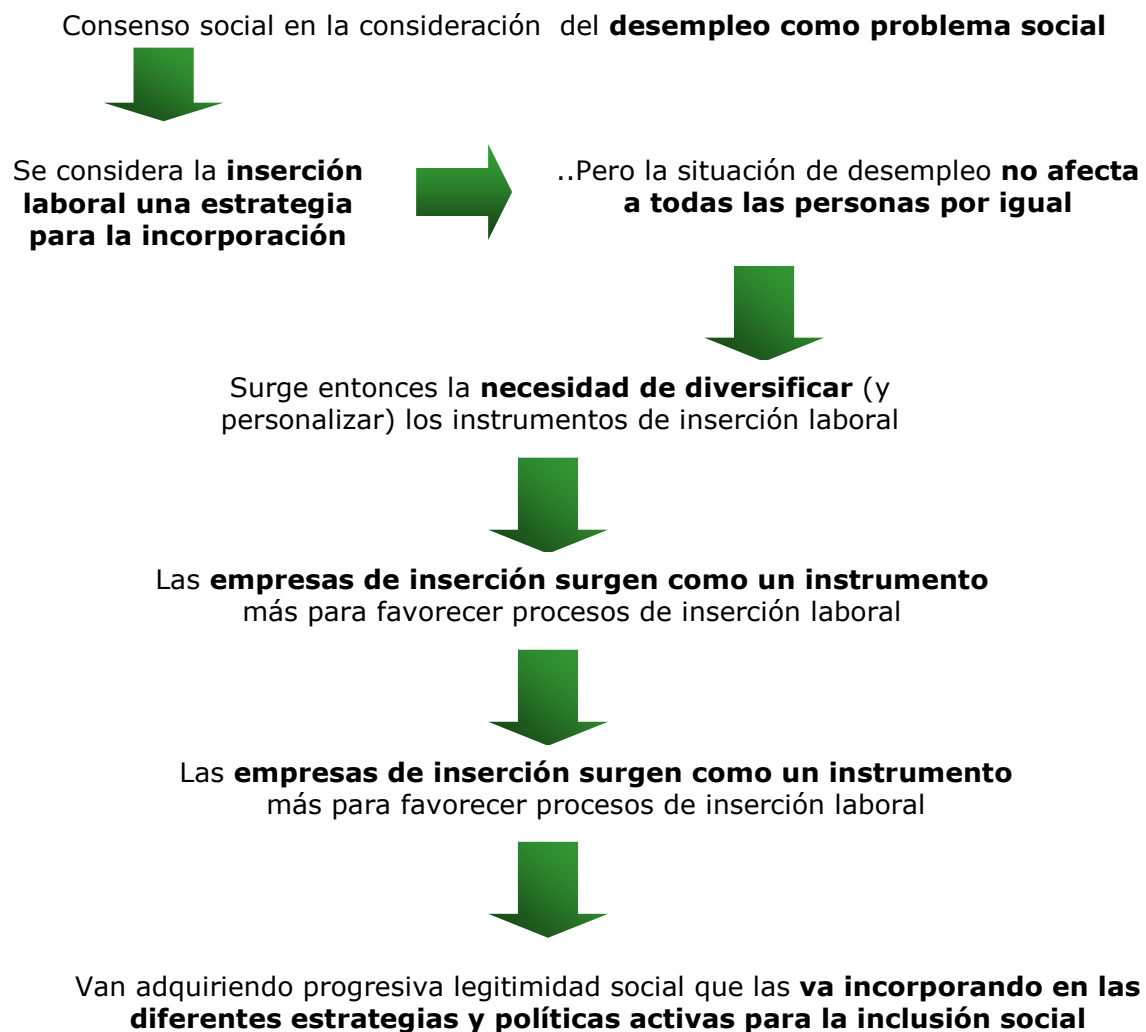 Consenso social en la consideración  del desempleo como problema social
Se considera la inserción
laboral una estrategia
para la incorporación
..Pero la situación de desempleo no afecta
a todas las personas por igual
Surge entonces la necesidad de diversificar (y
personalizar) los instrumentos de inserción laboral
Las empresas de inserción surgen como un instrumento
más para favorecer procesos de inserción laboral
Las empresas de inserción surgen como un instrumento
más para favorecer procesos de inserción laboral
Van adquiriendo progresiva legitimidad social que las va incorporando en las
diferentes estrategias y políticas activas para la inclusión social